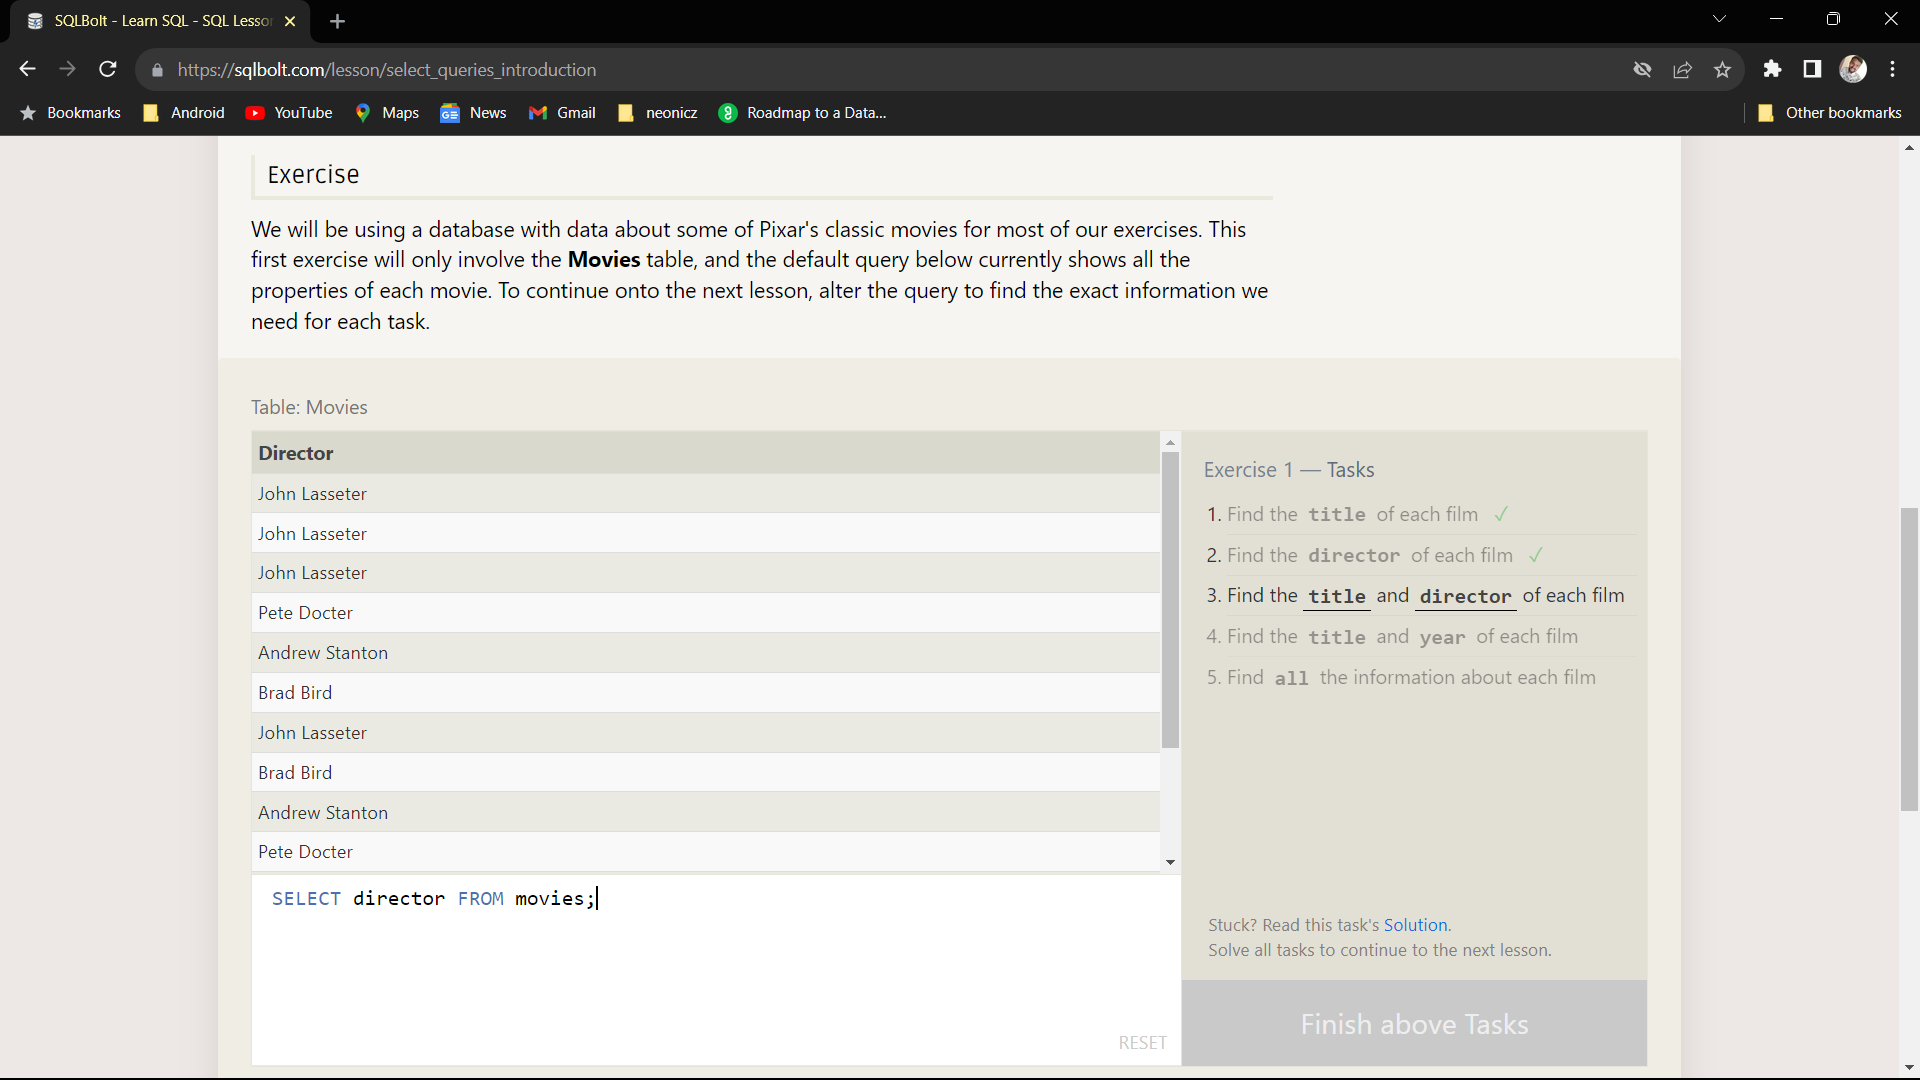 SQLBolt - Learn SQL - SQL Lesso
https://sqlbolt.com/lesson/select_queries_introduction
Bookmarks Android YouTube Maps News Gmail neonicz Roadmap to a Data... Other bookmarks
Exercise
We will be using a database with data about some of Pixar's classic movies for most of our exercises. This
first exercise will only involve the Movies table, and the default query below currently shows all the
properties of each movie. To continue onto the next lesson, alter the query to find the exact information we
need for each task.
Table: Movies
Director
John Lasseter
John Lasseter
John Lasseter
Pete Docter
Andrew Stanton
Brad Bird
John Lasseter
Brad Bird
Andrew Stanton
Pete Docter
SELECT director FROM movies;
RESET
Exercise 1 — Tasks
1. Find the title of each film ✓
2. Find the director of each film ✓
3. Find the title and director of each film
4. Find the title and year of each film
5. Find all the information about each film
Stuck? Read this task's Solution.
Solve all tasks to continue to the next lesson.
Finish above Tasks